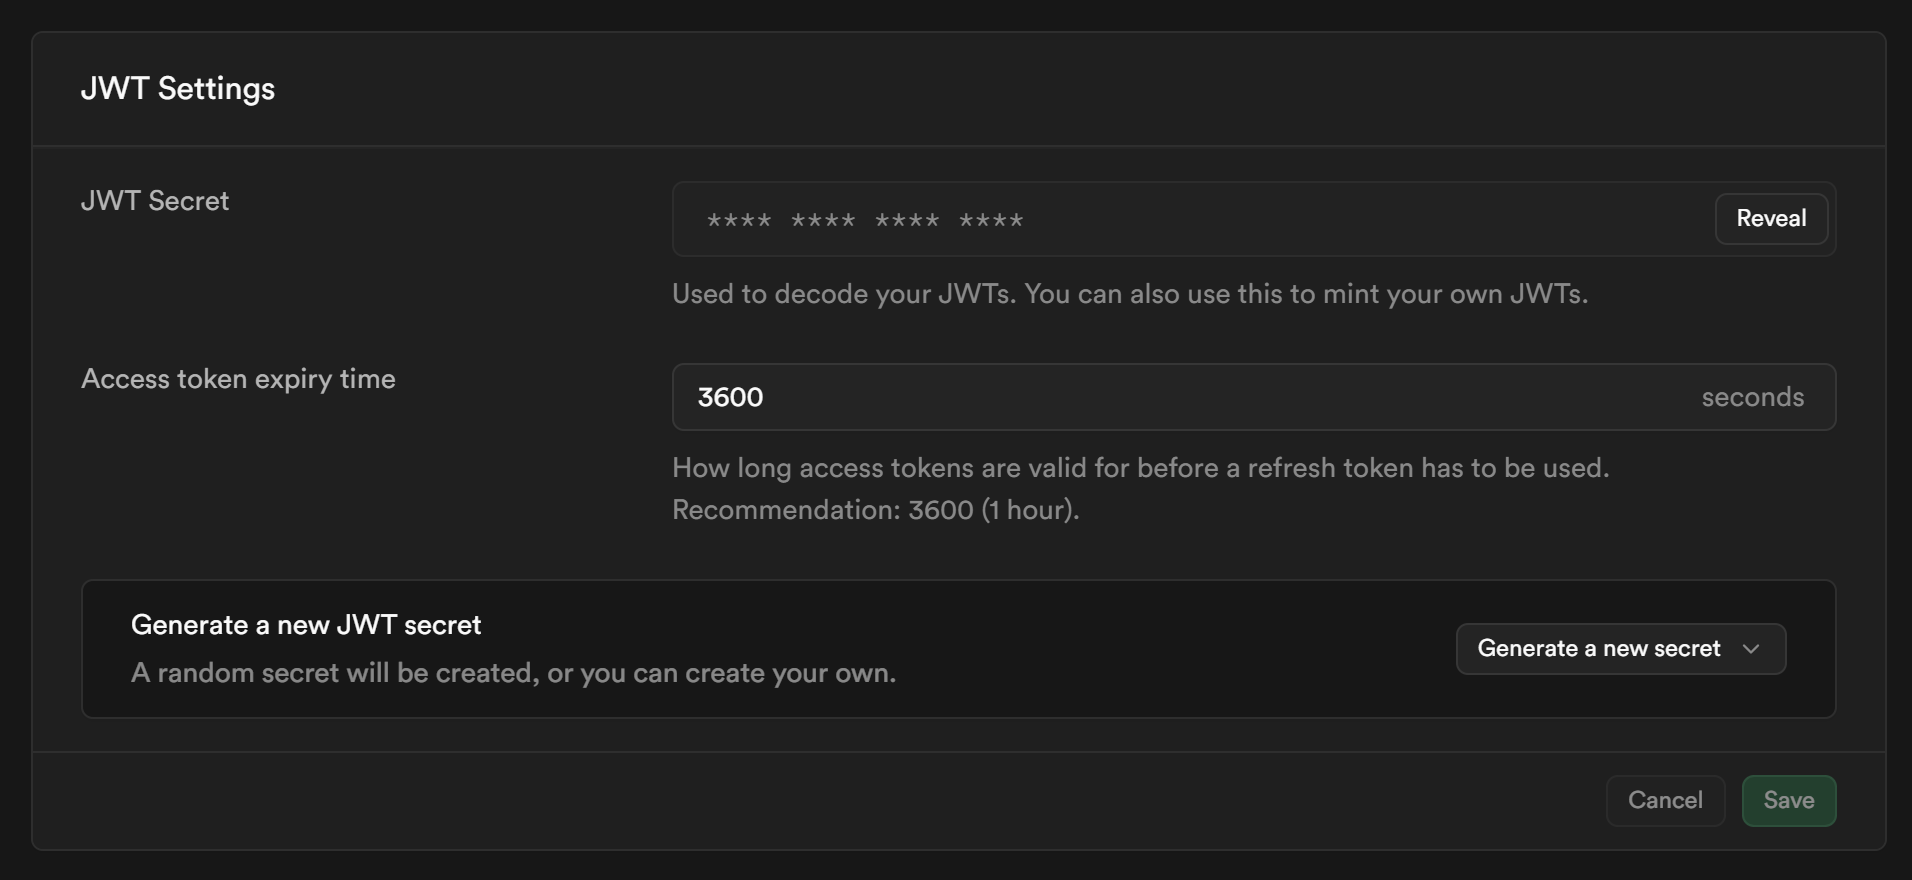 JWT Settings
JWT Secret
**** **** **** ****
Reveal
Used to decode your JWTs. You can also use this to mint your own JWTs.
Access token expiry time
3600
seconds
How long access tokens are valid for before a refresh token has to be used.
Recommendation: 3600 (1 hour).
Generate a new JWT secret
A random secret will be created, or you can create your own.
Generate a new secret
Cancel
Save